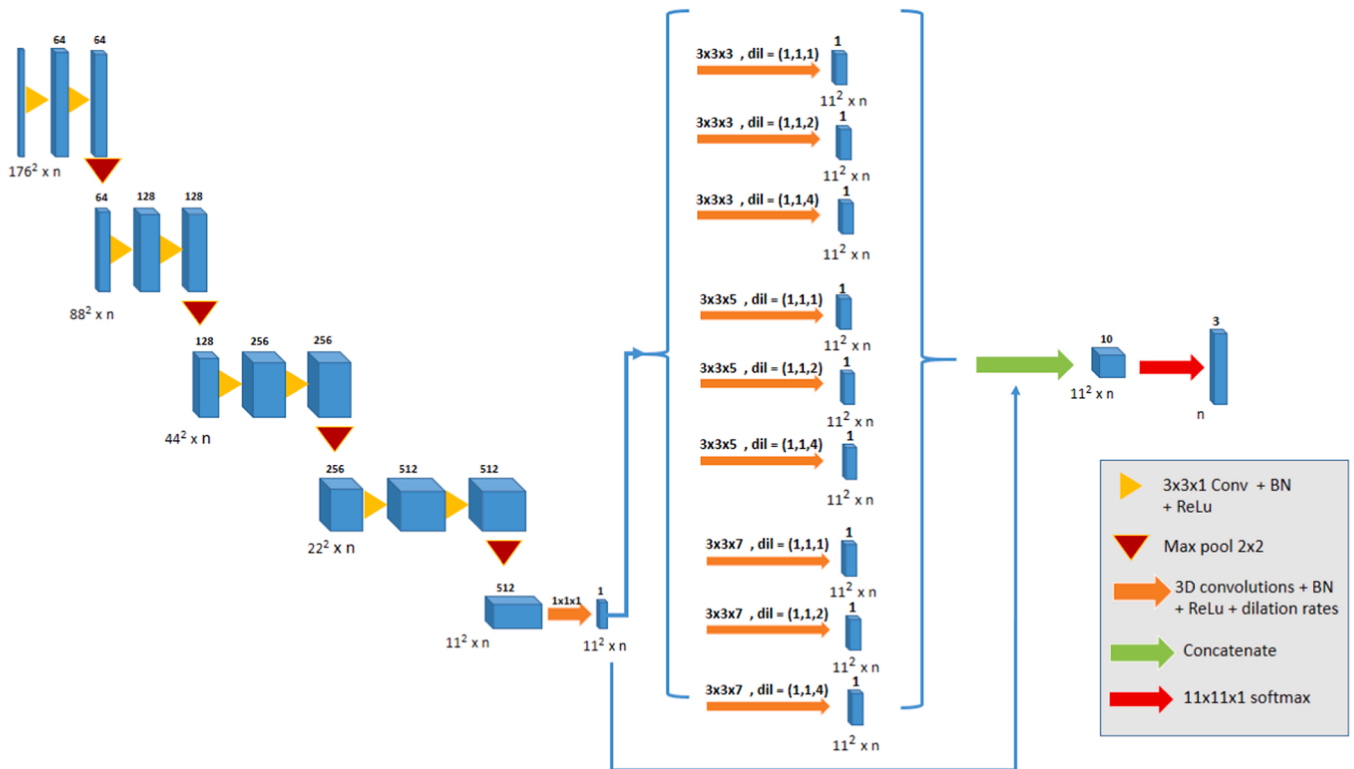 64
64
176² x n
64
128
128
88² x n
128
256
256
44² x n
256
512
512
22² x n
512
1x1x1
1
11² x n
11² x n
3x3x3 , dil = (1,1,1)
1
11² x n
3x3x3 , dil = (1,1,2)
1
11² x n
3x3x3 , dil = (1,1,4)
1
11² x n
3x3x5 , dil = (1,1,1)
1
11² x n
3x3x5 , dil = (1,1,2)
1
11² x n
3x3x5 , dil = (1,1,4)
1
11² x n
3x3x7 , dil = (1,1,1)
1
11² x n
3x3x7 , dil = (1,1,2)
1
11² x n
3x3x7 , dil = (1,1,4)
1
11² x n
10
11² x n
3
n
3x3x1 Conv + BN
+ ReLu
Max pool 2x2
3D convolutions + BN
+ ReLu + dilation rates
Concatenate
11x11x1 softmax